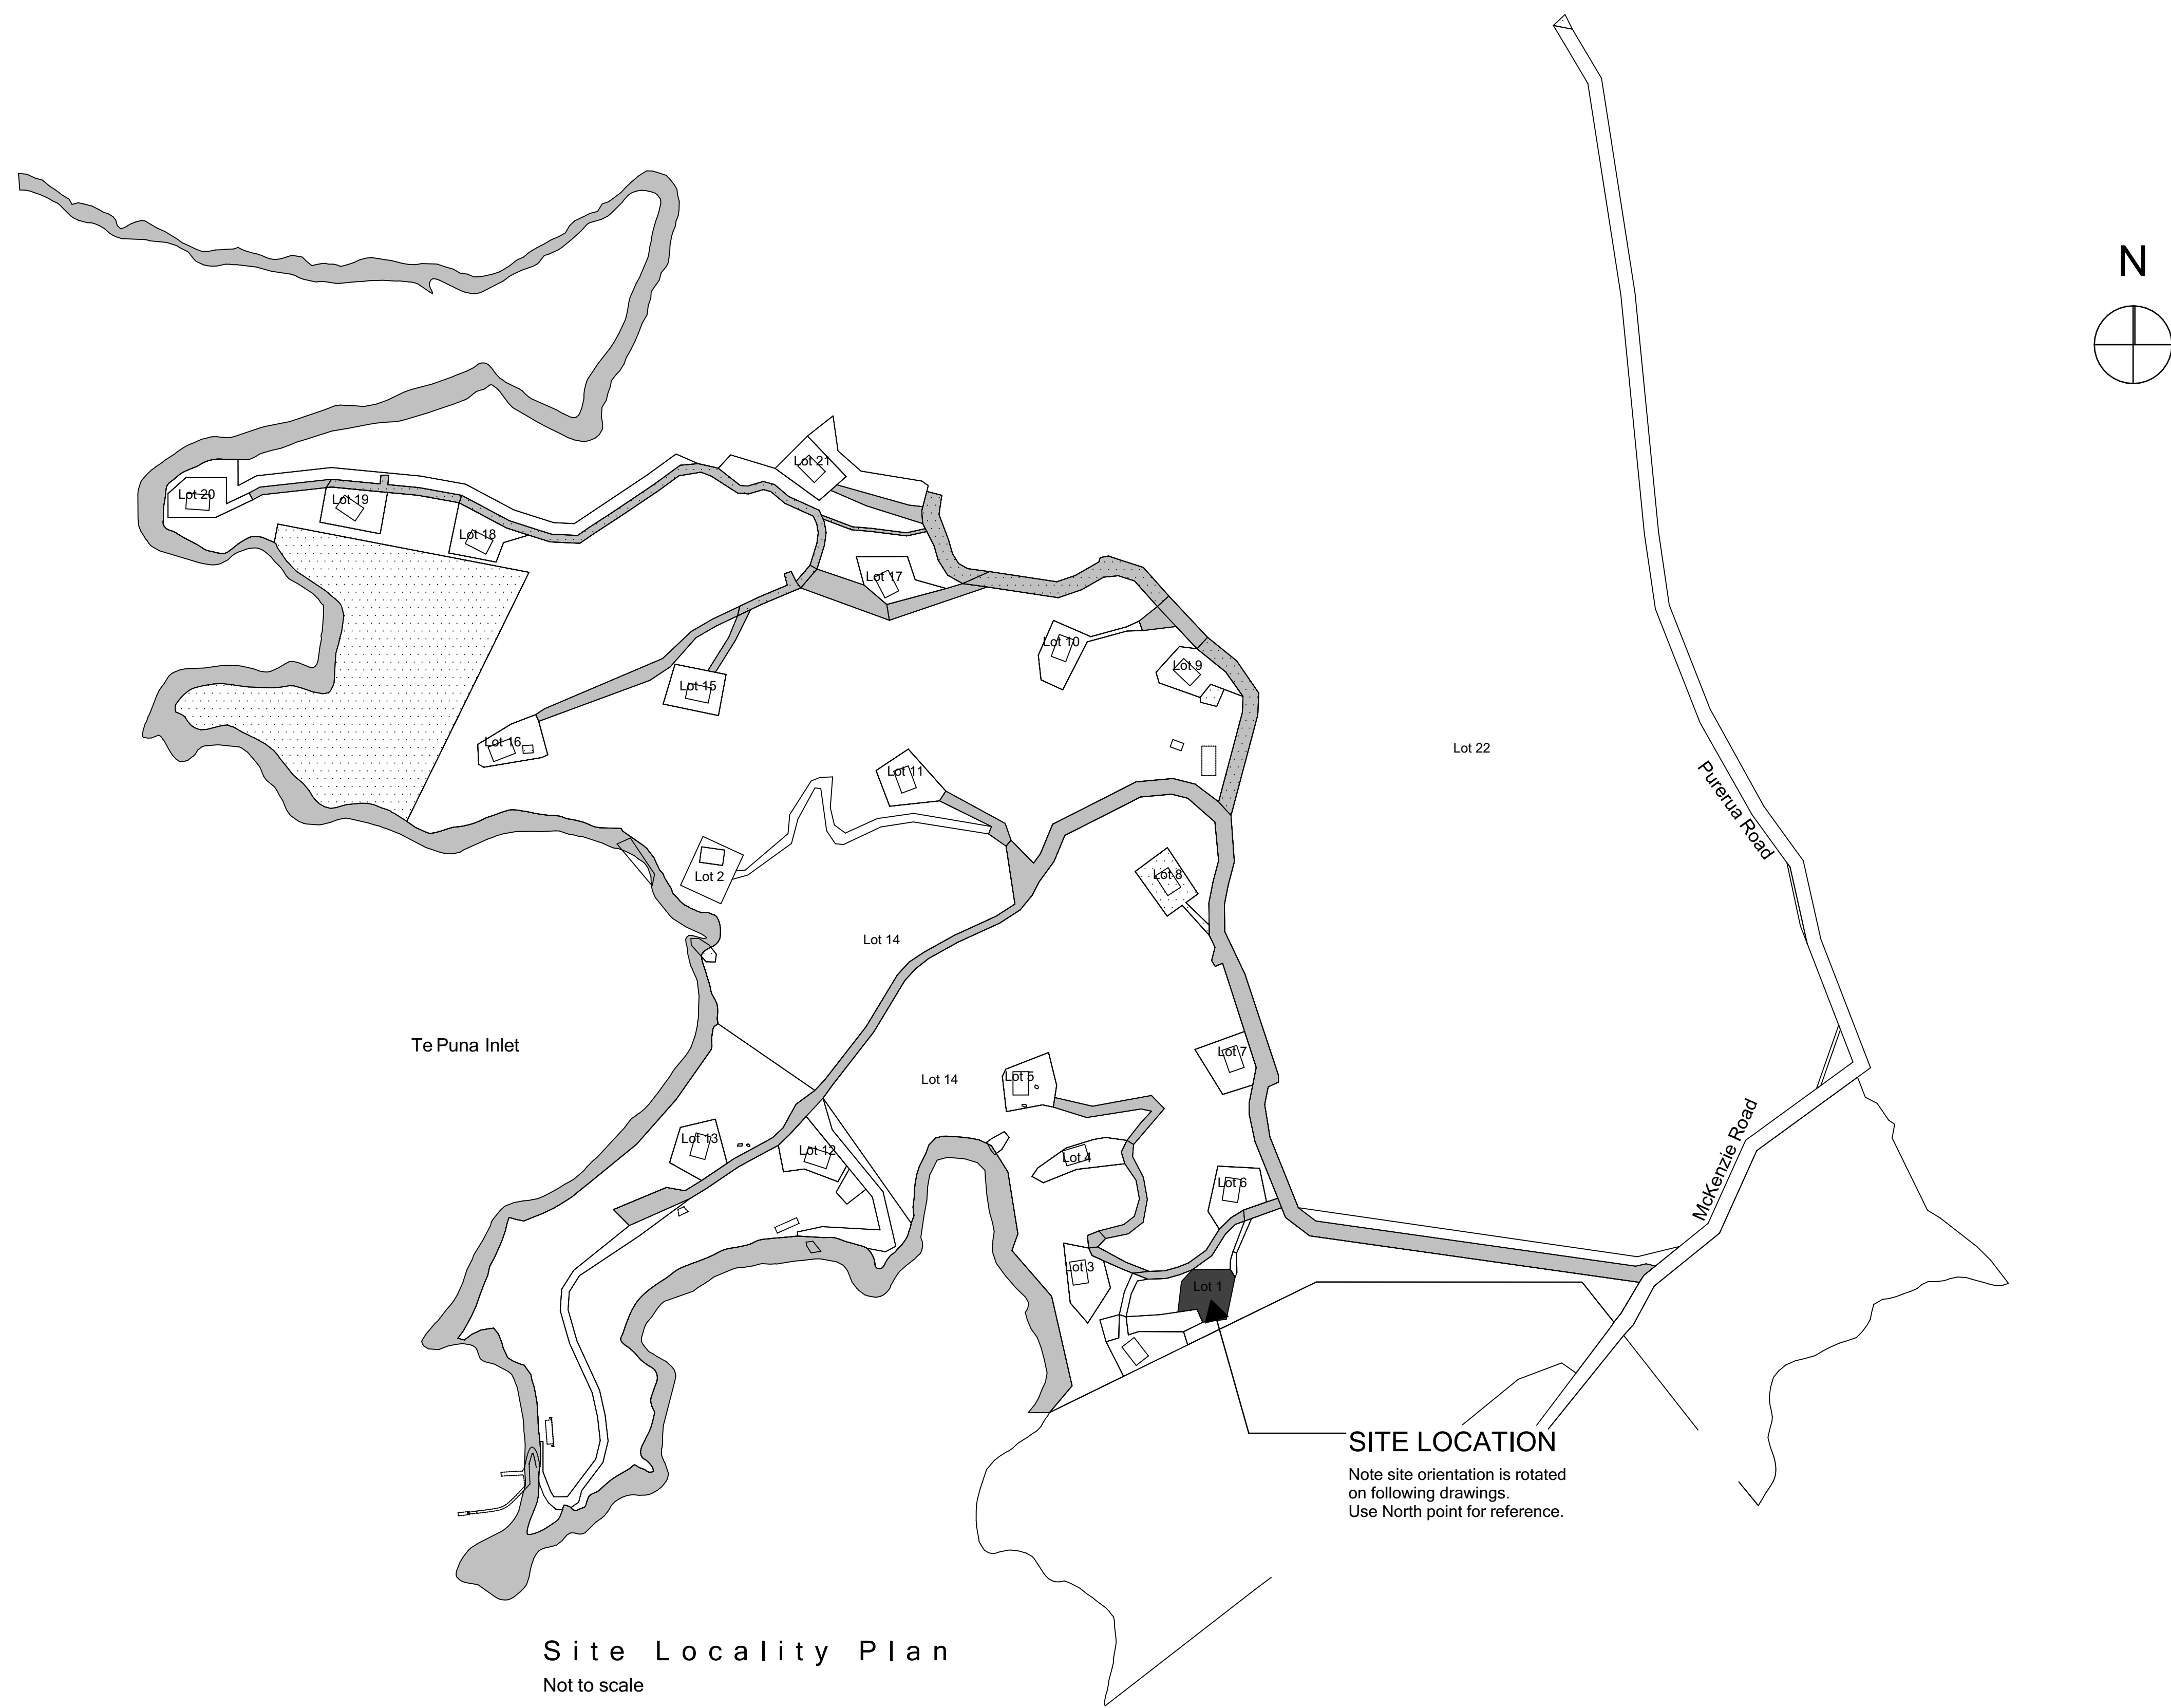 N
Lot 21
Lot 20
Lot 19
Lot 18
Lot 17
Lot 10
Lot 9
Lot 15
Lot 16
Lot 22
Lot 11
Purerua Road
Lot 8
Lot 2
Lot 14
Te Puna Inlet
Lot 7
Lot 5
Lot 14
Lot 13
Lot 12
Lot 4
McKenzie Road
Lot 6
Lot 3
Lot 1
SITE LOCATION
Note site orientation is rotated
on following drawings.
Use North point for reference.
Site Locality Plan
Not to scale